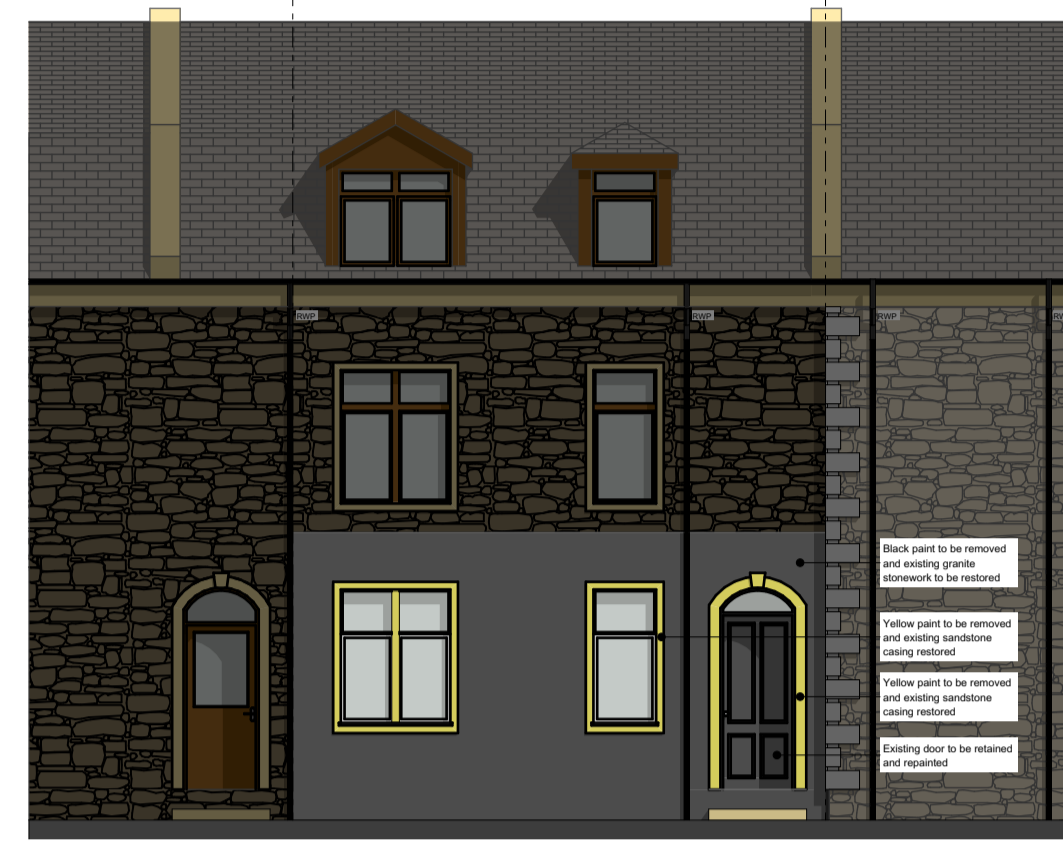 RWP
RWP
RWP
RW
Black paint to be removed
and existing granite
stonework to be restored
Yellow paint to be removed
and existing sandstone
casing restored
Yellow paint to be removed
and existing sandstone
casing restored
Existing door to be retained
and repainted